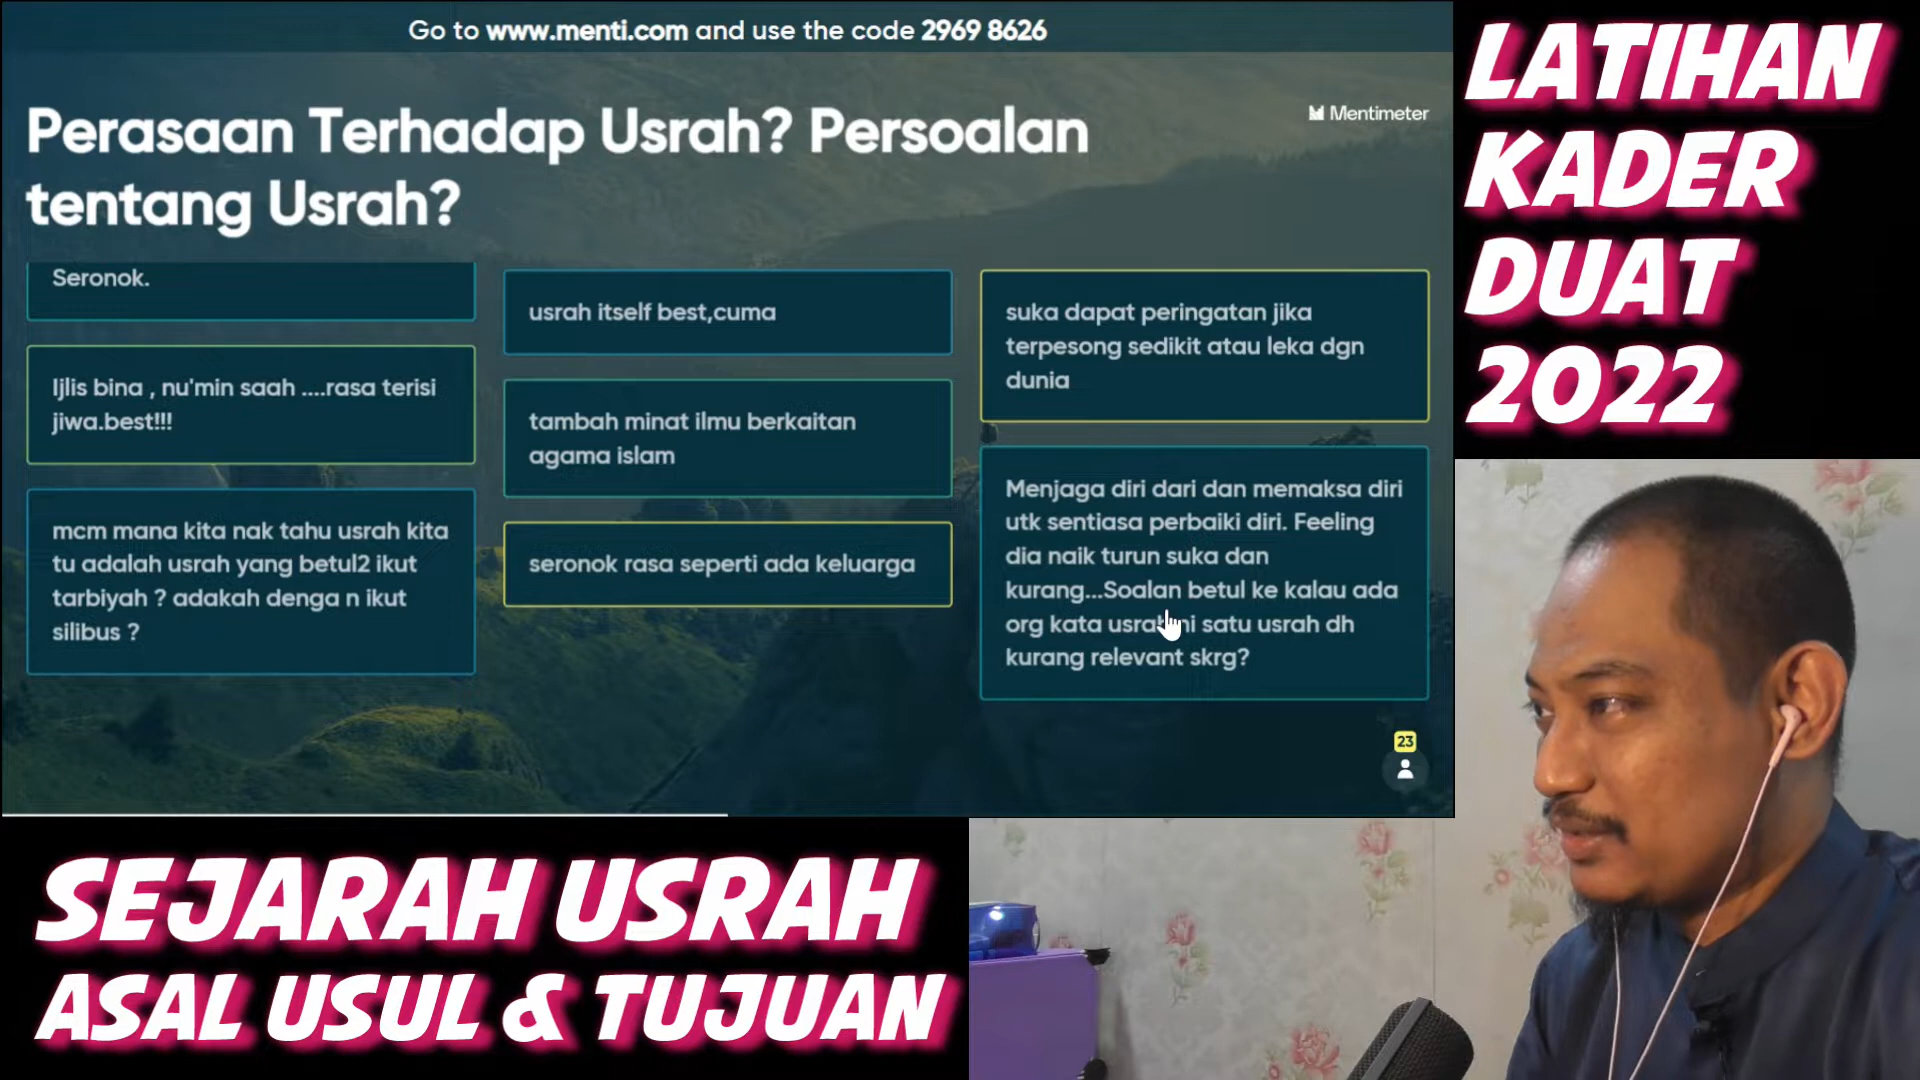 Go to www.menti.com and use the code 2969 8626
Mentimeter
Perasaan Terhadap Usrah? Persoalan
tentang Usrah?
Seronok.
Ijlis bina , nu'min saah ....rasa terisi
jiwa.best!!!
mcm mana kita nak tahu usrah kita
tu adalah usrah yang betul2 ikut
tarbiyah ? adakah denga n ikut
silibus ?
usrah itself best,cuma
tambah minat ilmu berkaitan
agama islam
seronok rasa seperti ada keluarga
suka dapat peringatan jika
terpesong sedikit atau leka dgn
dunia
Menjaga diri dari dan memaksa diri
utk sentiasa perbaiki diri. Feeling
dia naik turun suka dan
kurang...Soalan betul ke kalau ada
org kata usrah ni satu usrah dh
kurang relevant skrg?
23
LATIHAN
KADER
DUAT
2022
SEJARAH USRAH
ASAL USUL & TUJUAN